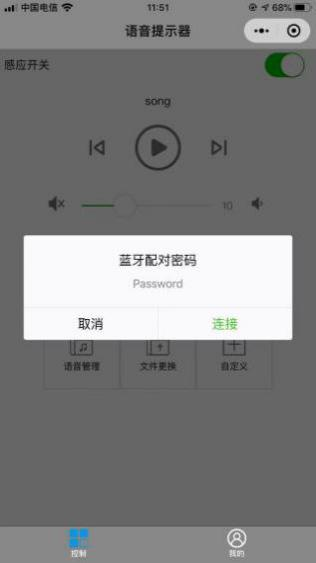 中国电信 11:51 68%
语音提示器
感应开关
song
10
蓝牙配对密码
Password
取消 连接
语音管理 文件更换 自定义
控制 我的